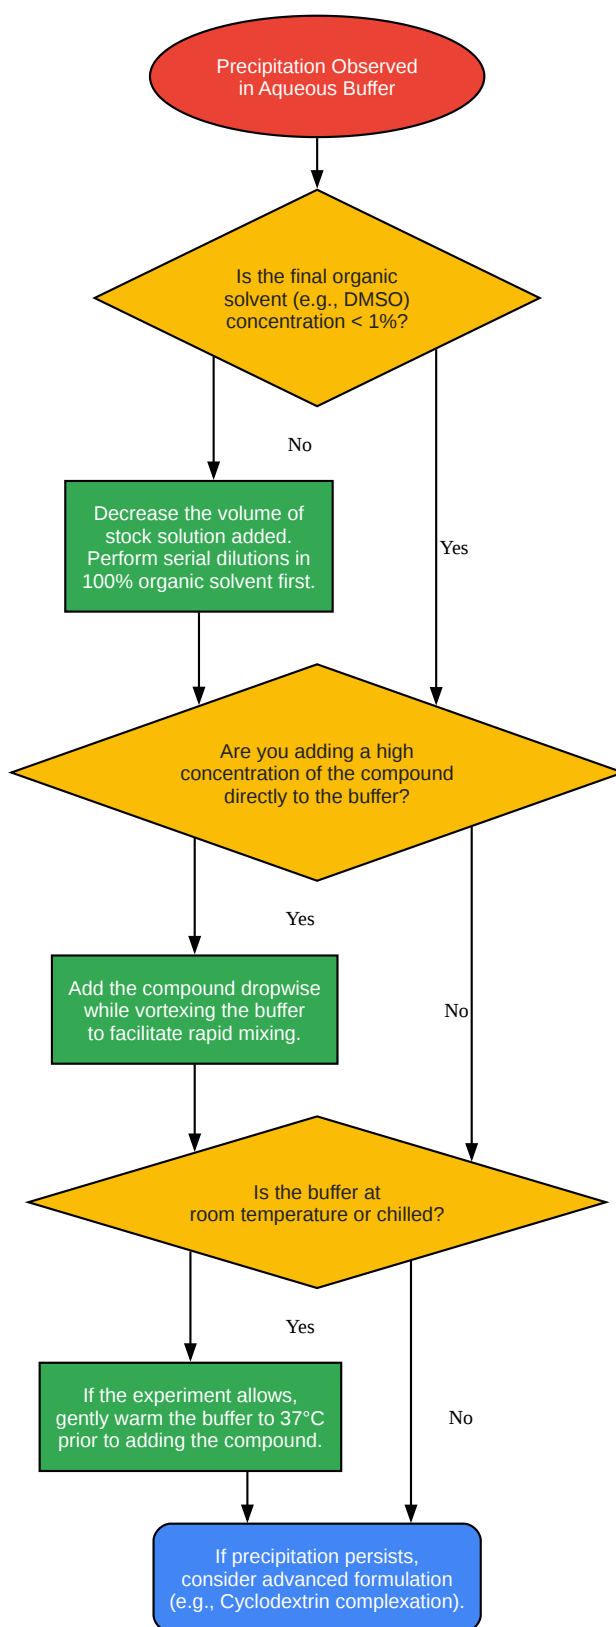 Precipitation Observed
in Aqueous Buffer
Is the final organic
solvent (e.g., DMSO)
concentration < 1%?
No
Decrease the volume of
stock solution added.
Perform serial dilutions in
100% organic solvent first.
Yes
Are you adding a high
concentration of the compound
directly to the buffer?
Yes
Add the compound dropwise
while vortexing the buffer
to facilitate rapid mixing.
No
Is the buffer at
room temperature or chilled?
Yes
If the experiment allows,
gently warm the buffer to 37°C
prior to adding the compound.
No
If precipitation persists,
consider advanced formulation
(e.g., Cyclodextrin complexation).